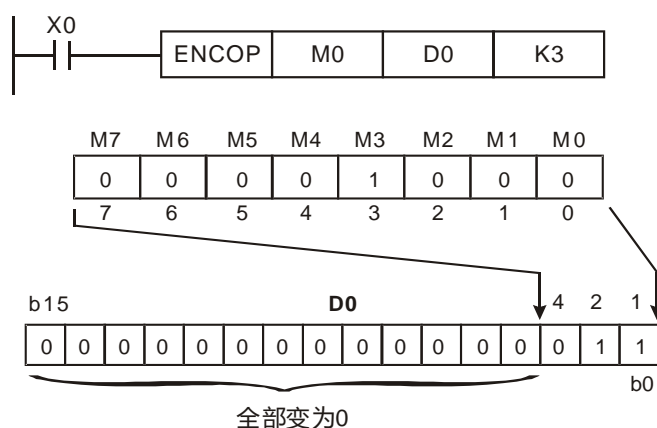 X0
ENCOP M0 D0 K3
M7 M6 M5 M4 M3 M2 M1 M0
0 0 0 0 1 0 0 0
7 6 5 4 3 2 1 0
b15 D0 4 2 1
0 0 0 0 0 0 0 0 0 0 0 0 0 0 1 1
b0
全部变为0